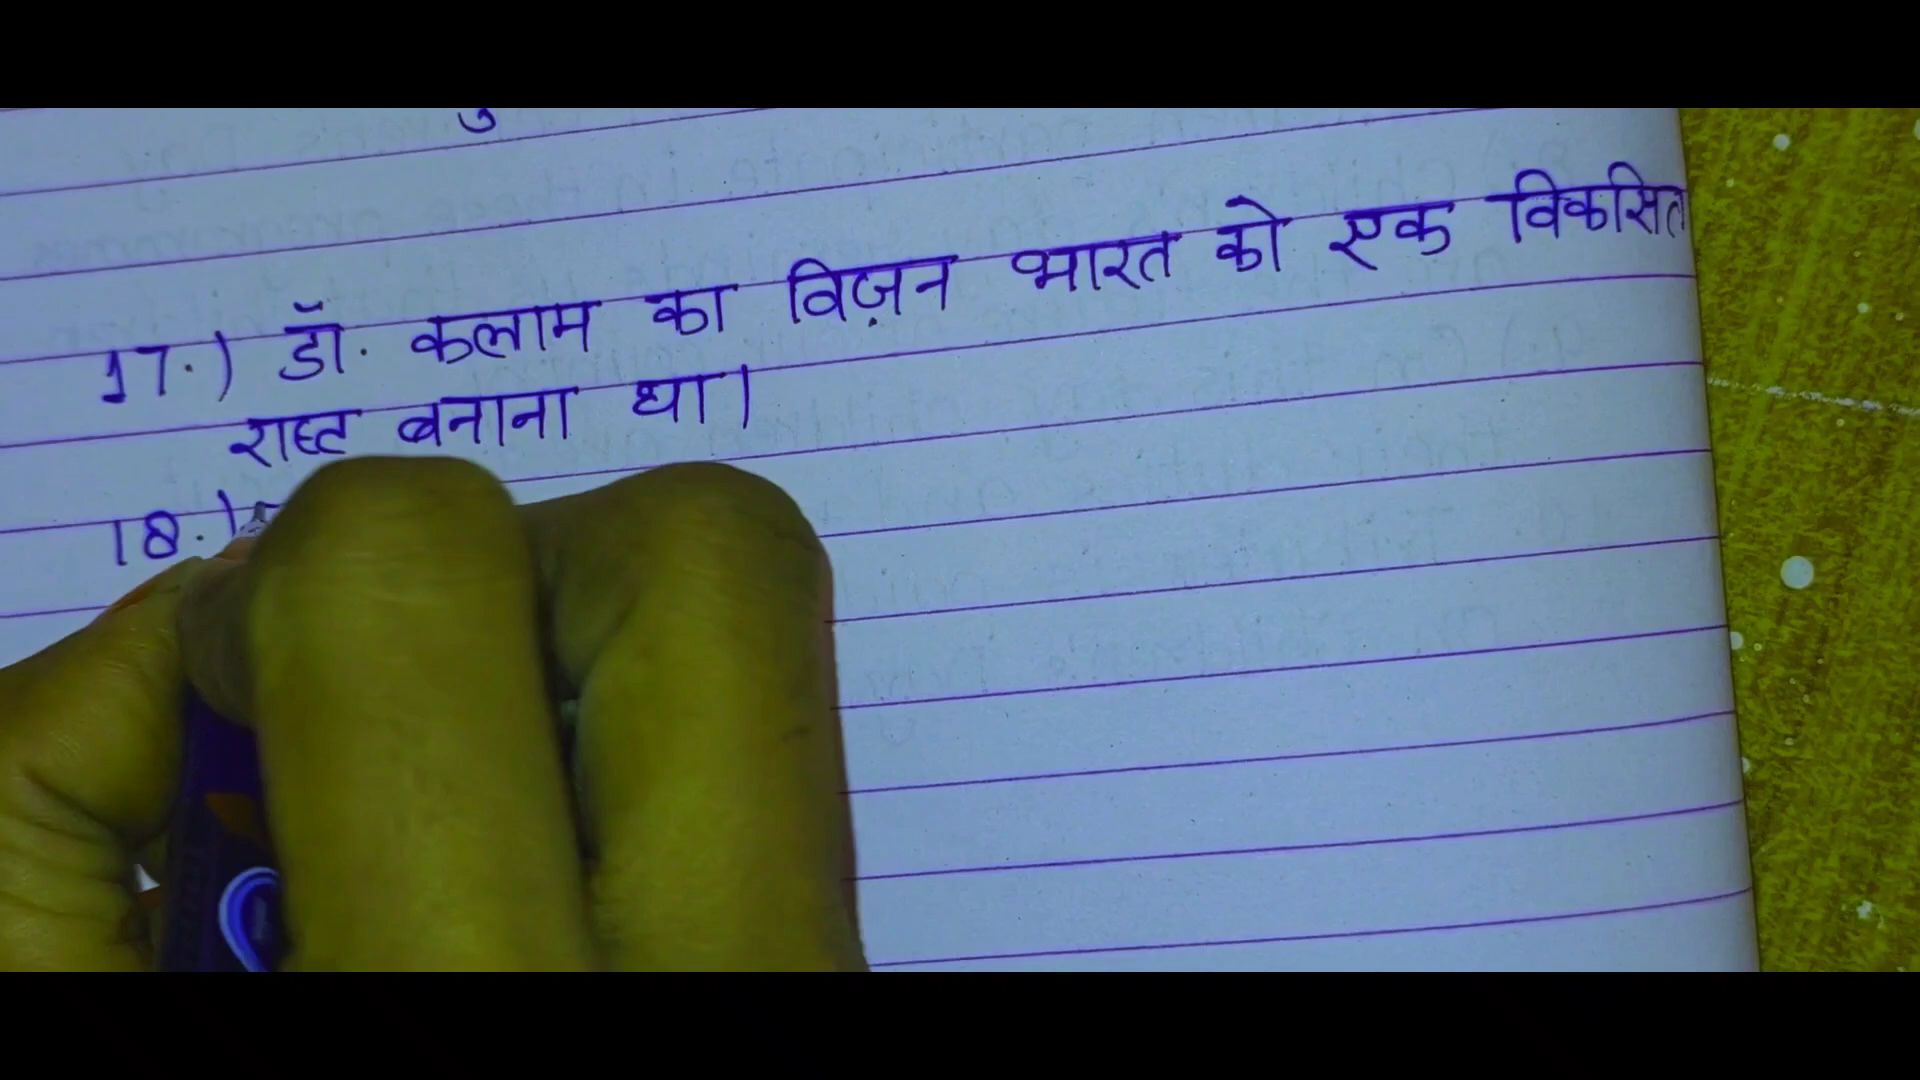 17.) डॉ. कलाम का विज़न भारत को एक विकसित
राष्ट बनाना था।
18.)